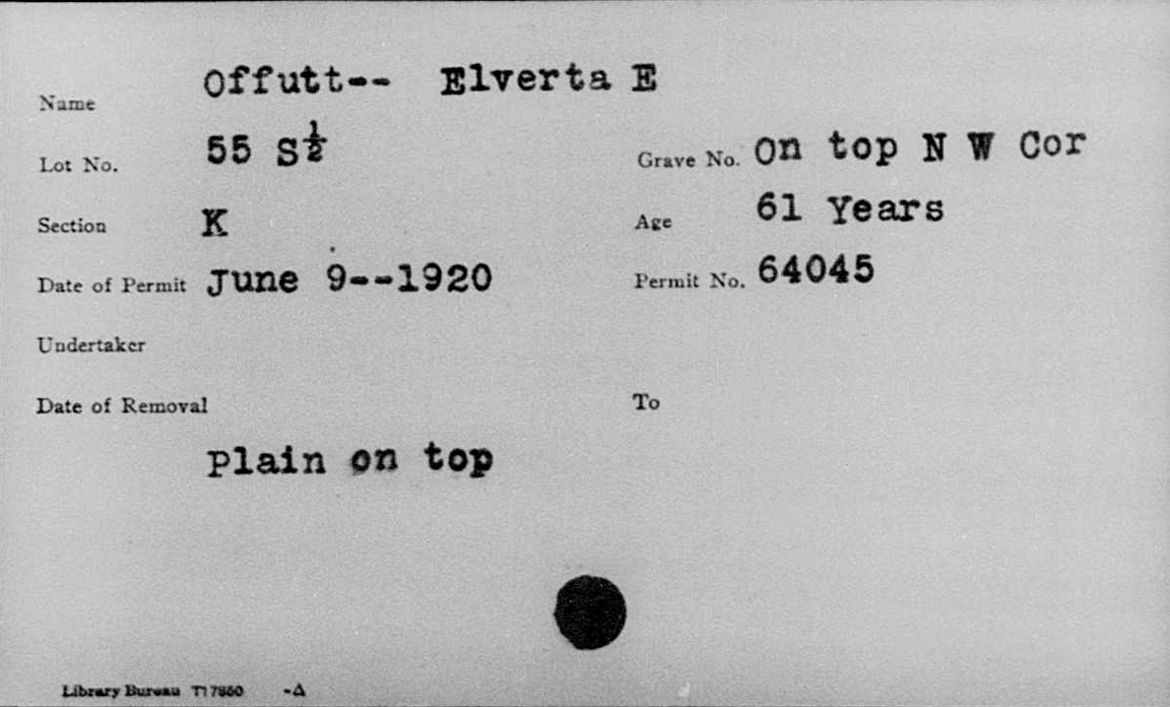 Name Offutt-- Elverta E
Lot No. 55 S½ Grave No. On top N W Cor
Section K Age 61 Years
Date of Permit June 9--1920 Permit No. 64045
Undertaker
Date of Removal To
Plain on top
Library Bureau T17850 -Δ